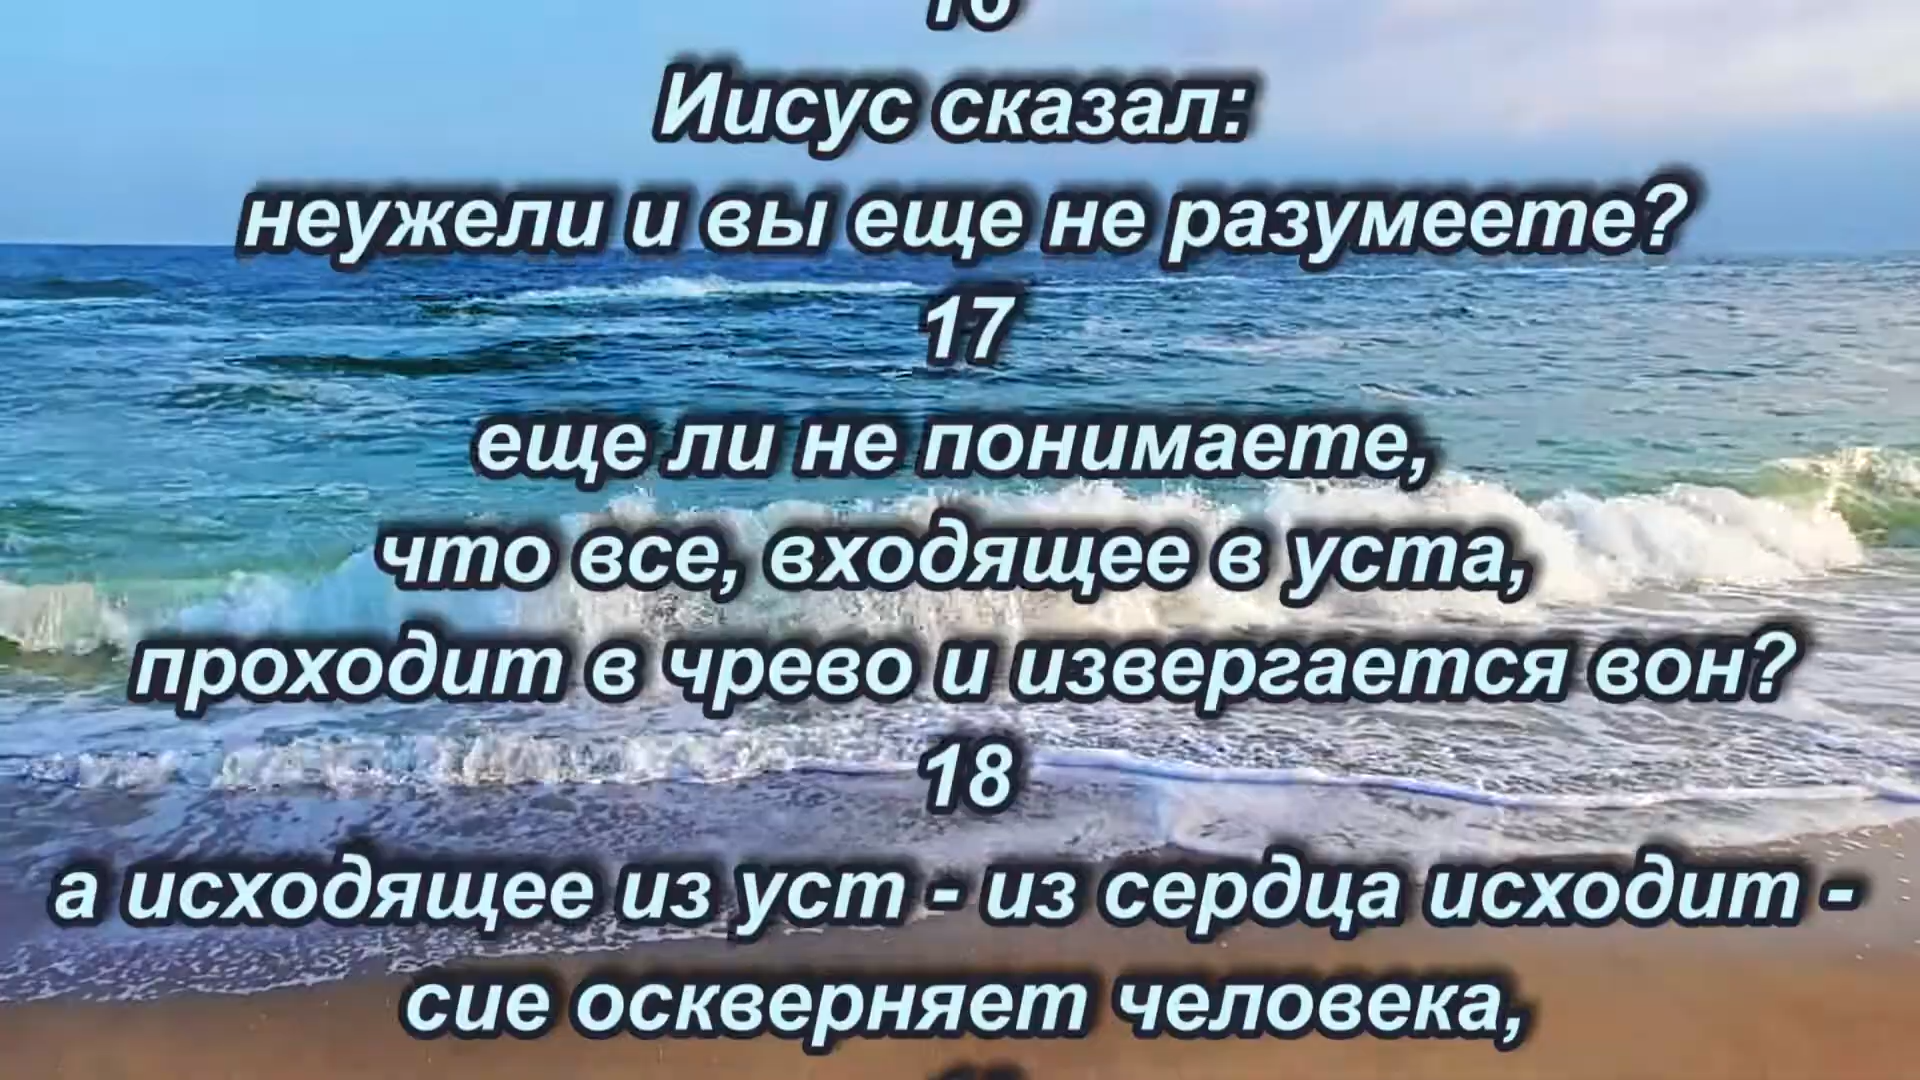 16
Иисус сказал:
неужели и вы еще не разумеете?
17
еще ли не понимаете,
что все, входящее в уста,
проходит в чрево и извергается вон?
18
а исходящее из уст - из сердца исходит -
сие оскверняет человека,